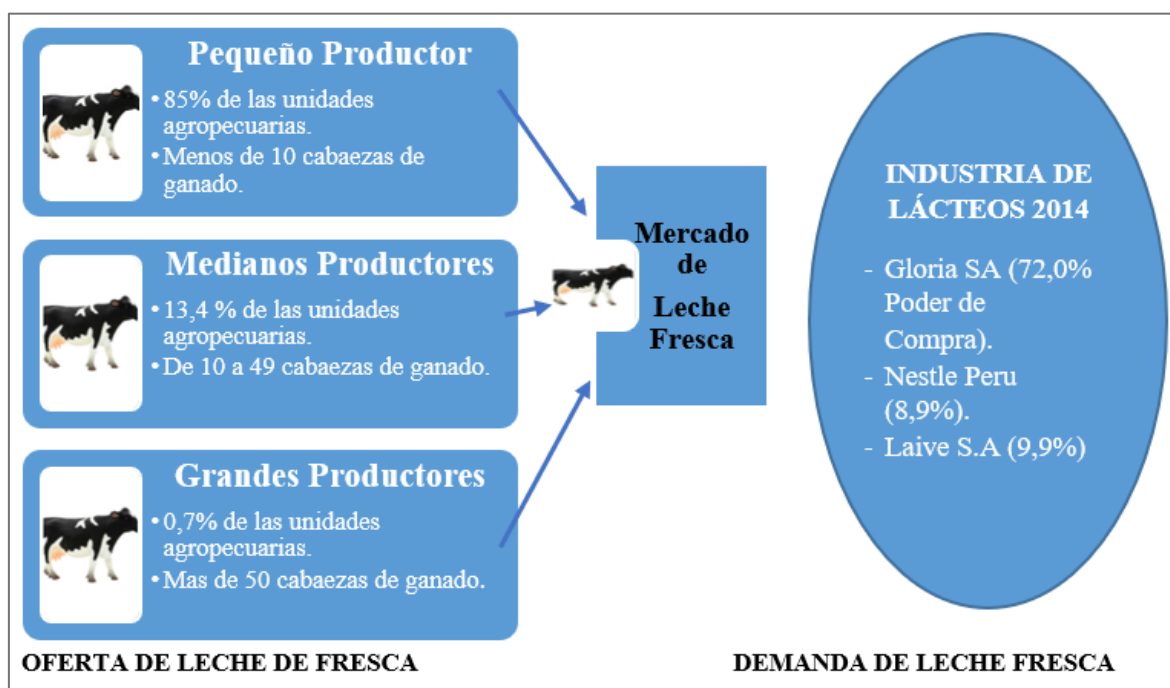 Pequeño Productor
• 85% de las unidades
agropecuarias.
• Menos de 10 cabaezas de
ganado.
Medianos Productores
• 13,4 % de las unidades
agropecuarias.
• De 10 a 49 cabaezas de ganado.
Grandes Productores
• 0,7% de las unidades
agropecuarias.
• Mas de 50 cabaezas de ganado.
OFERTA DE LECHE DE FRESCA
Mercado
de
Leche
Fresca
INDUSTRIA DE
LÁCTEOS 2014
- Gloria SA (72,0%
Poder de
Compra).
- Nestle Peru
(8,9%).
- Laive S.A (9,9%)
DEMANDA DE LECHE FRESCA